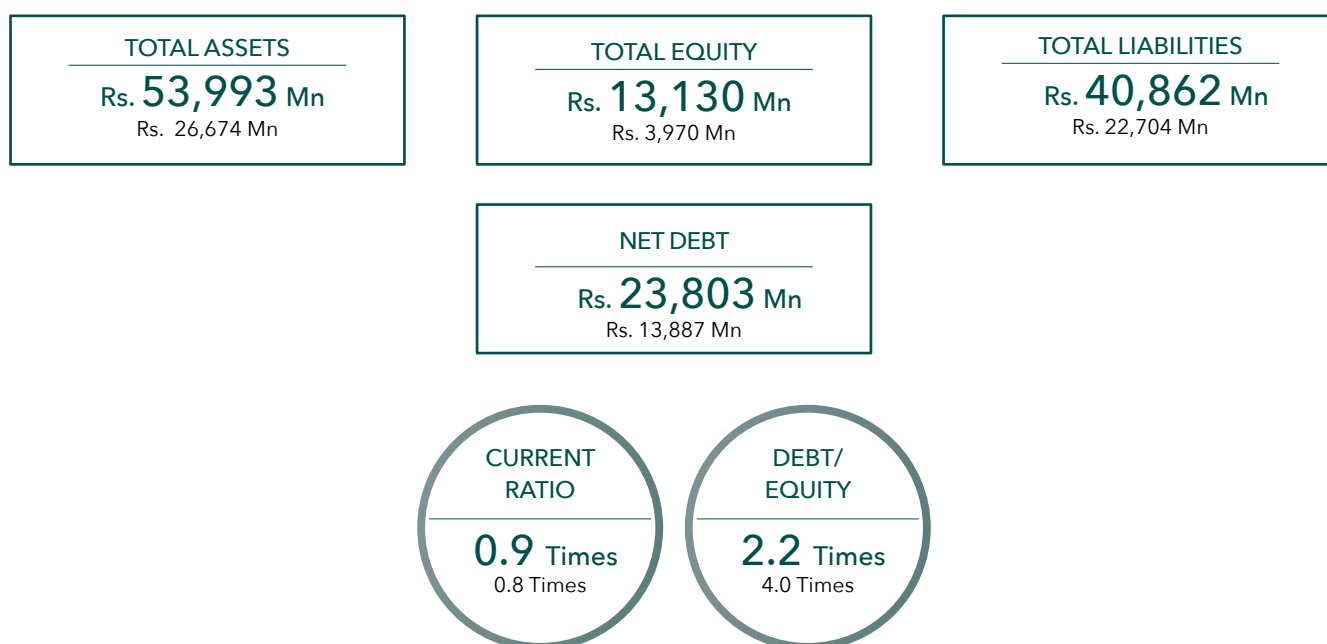 TOTAL ASSETS
Rs. 53,993 Mn
Rs. 26,674 Mn
TOTAL EQUITY
Rs. 13,130 Mn
Rs. 3,970 Mn
TOTAL LIABILITIES
Rs. 40,862 Mn
Rs. 22,704 Mn
NET DEBT
Rs. 23,803 Mn
Rs. 13,887 Mn
CURRENT
RATIO
0.9 Times
0.8 Times
DEBT/
EQUITY
2.2 Times
4.0 Times